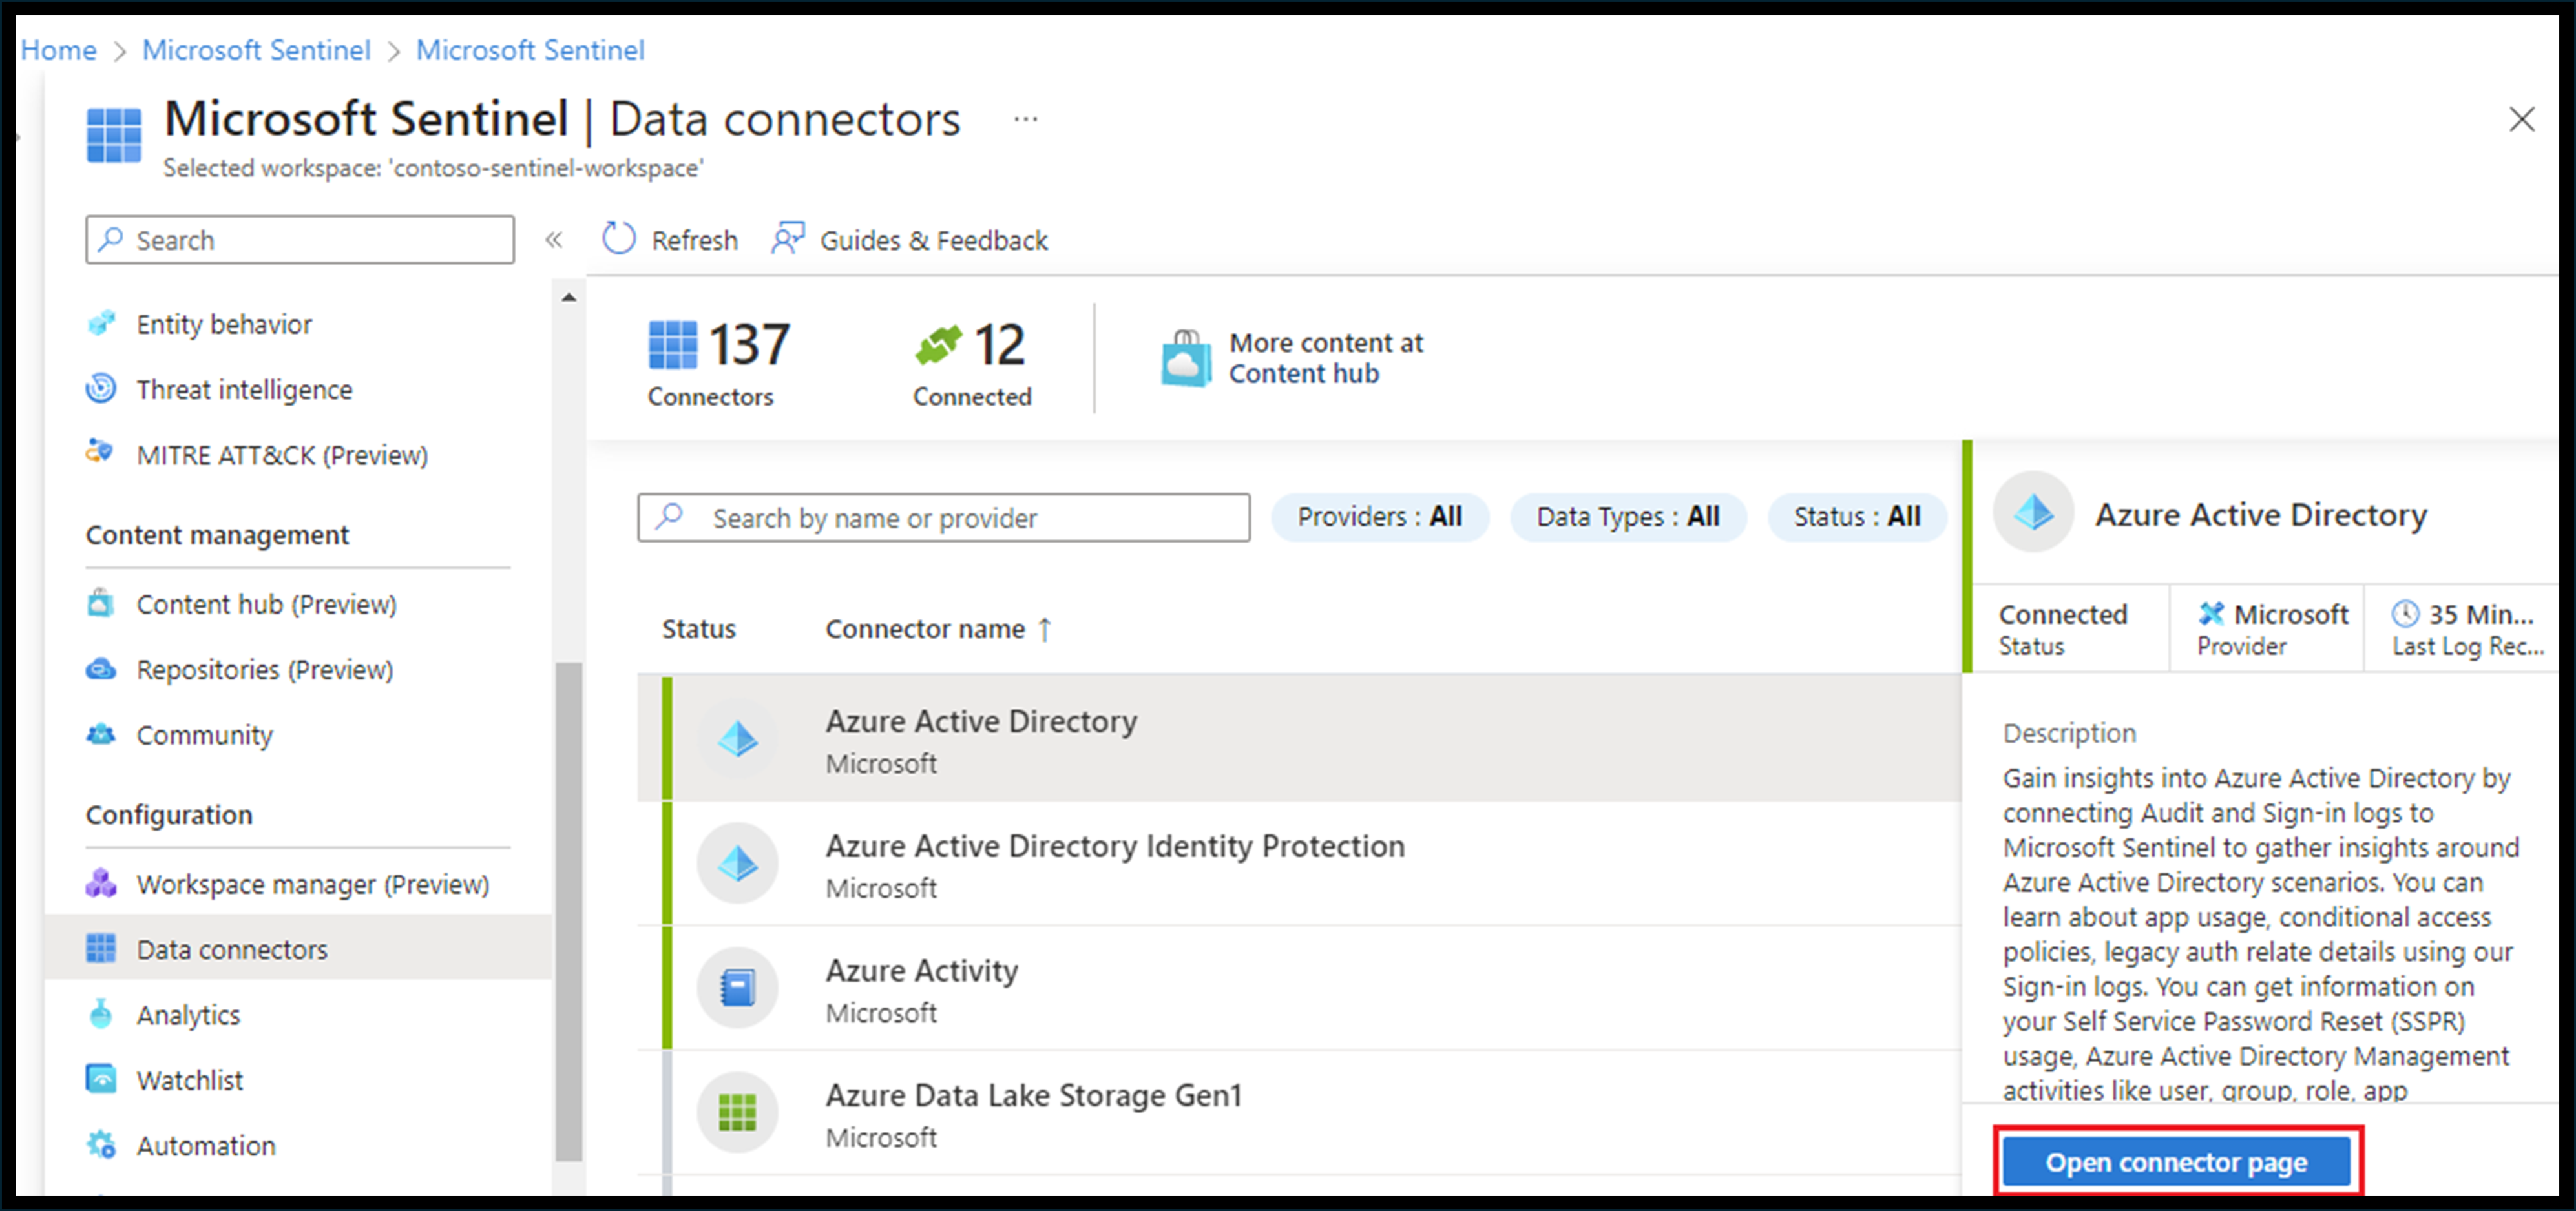 Home > Microsoft Sentinel > Microsoft Sentinel
Microsoft Sentinel | Data connectors ...
Selected workspace: 'contoso-sentinel-workspace'
Search
«
Refresh
Guides & Feedback
Entity behavior
Threat intelligence
MITRE ATT&CK (Preview)
Content management
Content hub (Preview)
Repositories (Preview)
Community
Configuration
Workspace manager (Preview)
Data connectors
Analytics
Watchlist
Automation
137
Connectors
12
Connected
More content at
Content hub
Search by name or provider
Providers : All
Data Types : All
Status : All
Status
Connector name ↑
Azure Active Directory
Microsoft
Azure Active Directory Identity Protection
Microsoft
Azure Activity
Microsoft
Azure Data Lake Storage Gen1
Microsoft
Azure Active Directory
Connected
Status
Microsoft
Provider
35 Min...
Last Log Rec...
Description
Gain insights into Azure Active Directory by
connecting Audit and Sign-in logs to
Microsoft Sentinel to gather insights around
Azure Active Directory scenarios. You can
learn about app usage, conditional access
policies, legacy auth relate details using our
Sign-in logs. You can get information on
your Self Service Password Reset (SSPR)
usage, Azure Active Directory Management
activities like user, group, role, app
Open connector page